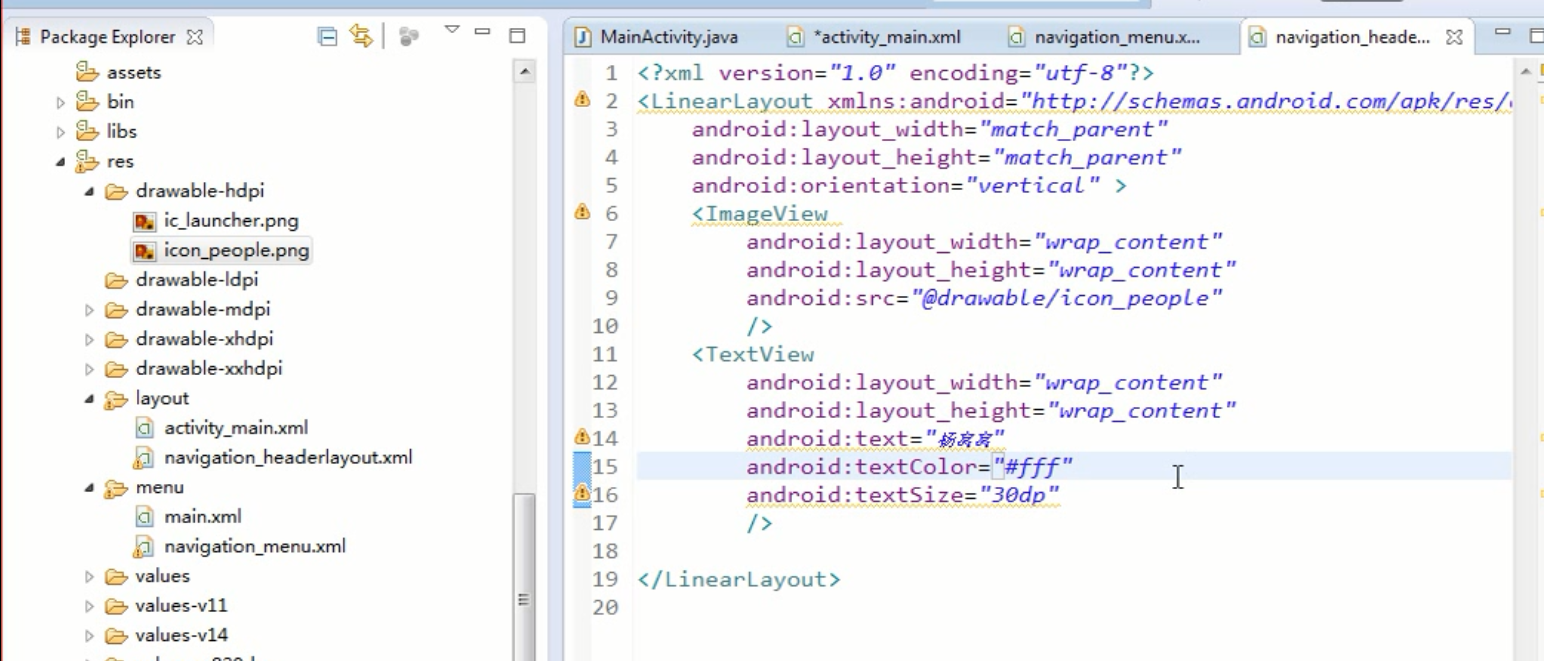 Package Explorer
assets
bin
libs
res
drawable-hdpi
ic_launcher.png
icon_people.png
drawable-ldpi
drawable-mdpi
drawable-xhdpi
drawable-xxhdpi
layout
activity_main.xml
navigation_headerlayout.xml
menu
main.xml
navigation_menu.xml
values
values-v11
values-v14
MainActivity.java
*activity_main.xml
navigation_menu.x...
navigation_heade...
1 <?xml version="1.0" encoding="utf-8"?>
2 <LinearLayout xmlns:android="http://schemas.android.com/apk/res/
3 android:layout_width="match_parent"
4 android:layout_height="match_parent"
5 android:orientation="vertical" >
6 <ImageView
7 android:layout_width="wrap_content"
8 android:layout_height="wrap_content"
9 android:src="@drawable/icon_people"
10 />
11 <TextView
12 android:layout_width="wrap_content"
13 android:layout_height="wrap_content"
14 android:text="杨窝窝"
15 android:textColor="#fff"
16 android:textSize="30dp"
17 />
18
19 </LinearLayout>
20